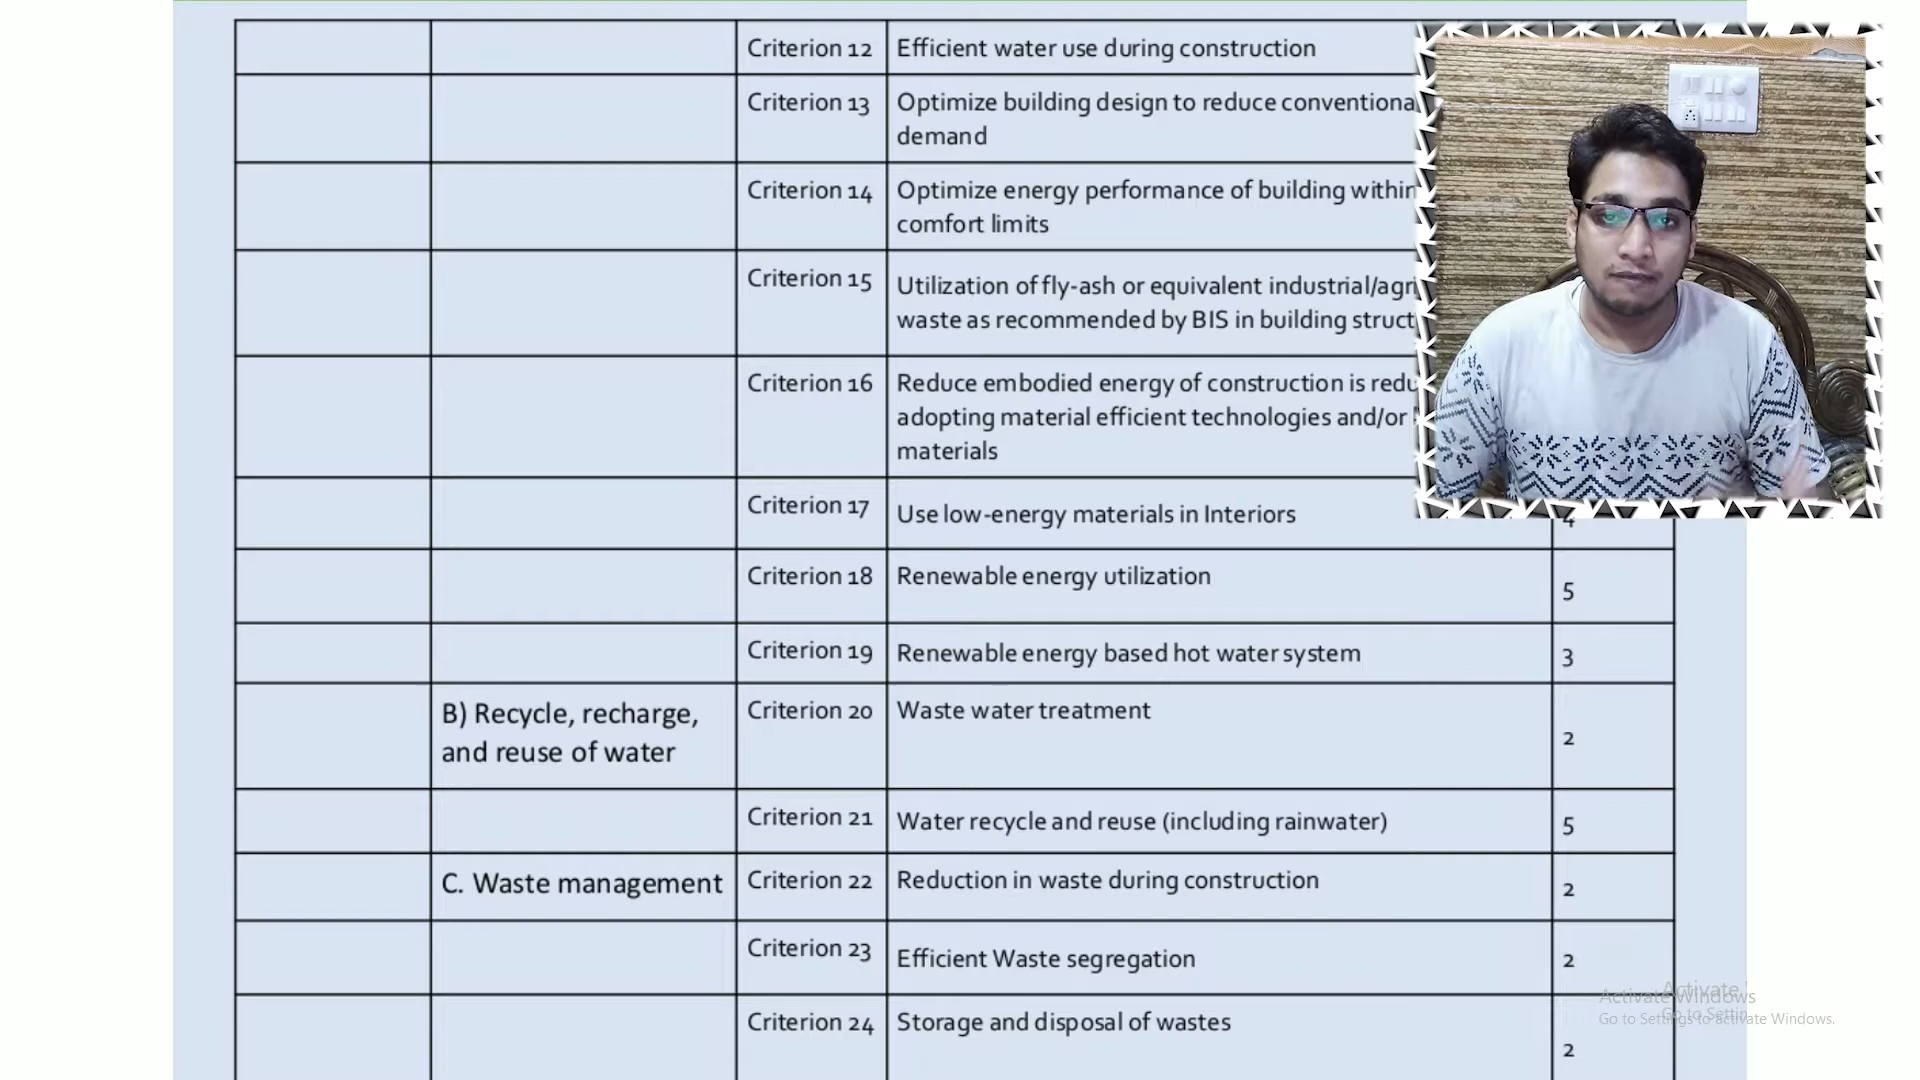 Criterion 12 Efficient water use during construction
Criterion 13 Optimize building design to reduce
demand
Criterion 14 Optimize energy performance of building within
comfort limits
Criterion 15 Utilization of fly-ash or equivalent industrial/
waste as recommended by BIS in building
Criterion 16 Reduce embodied energy of construction is
adopting material efficient technologies and/or
materials
Criterion 17 Use low-energy materials in Interiors
Criterion 18 Renewable energy utilization 5
Criterion 19 Renewable energy based hot water system 3
B) Recycle, recharge,
and reuse of water
Criterion 20 Waste water treatment 2
Criterion 21 Water recycle and reuse (including rainwater) 5
C. Waste management Criterion 22 Reduction in waste during construction 2
Criterion 23 Efficient Waste segregation 2
Criterion 24 Storage and disposal of wastes 2
Activate Windows
Go to Settings to activate Windows.